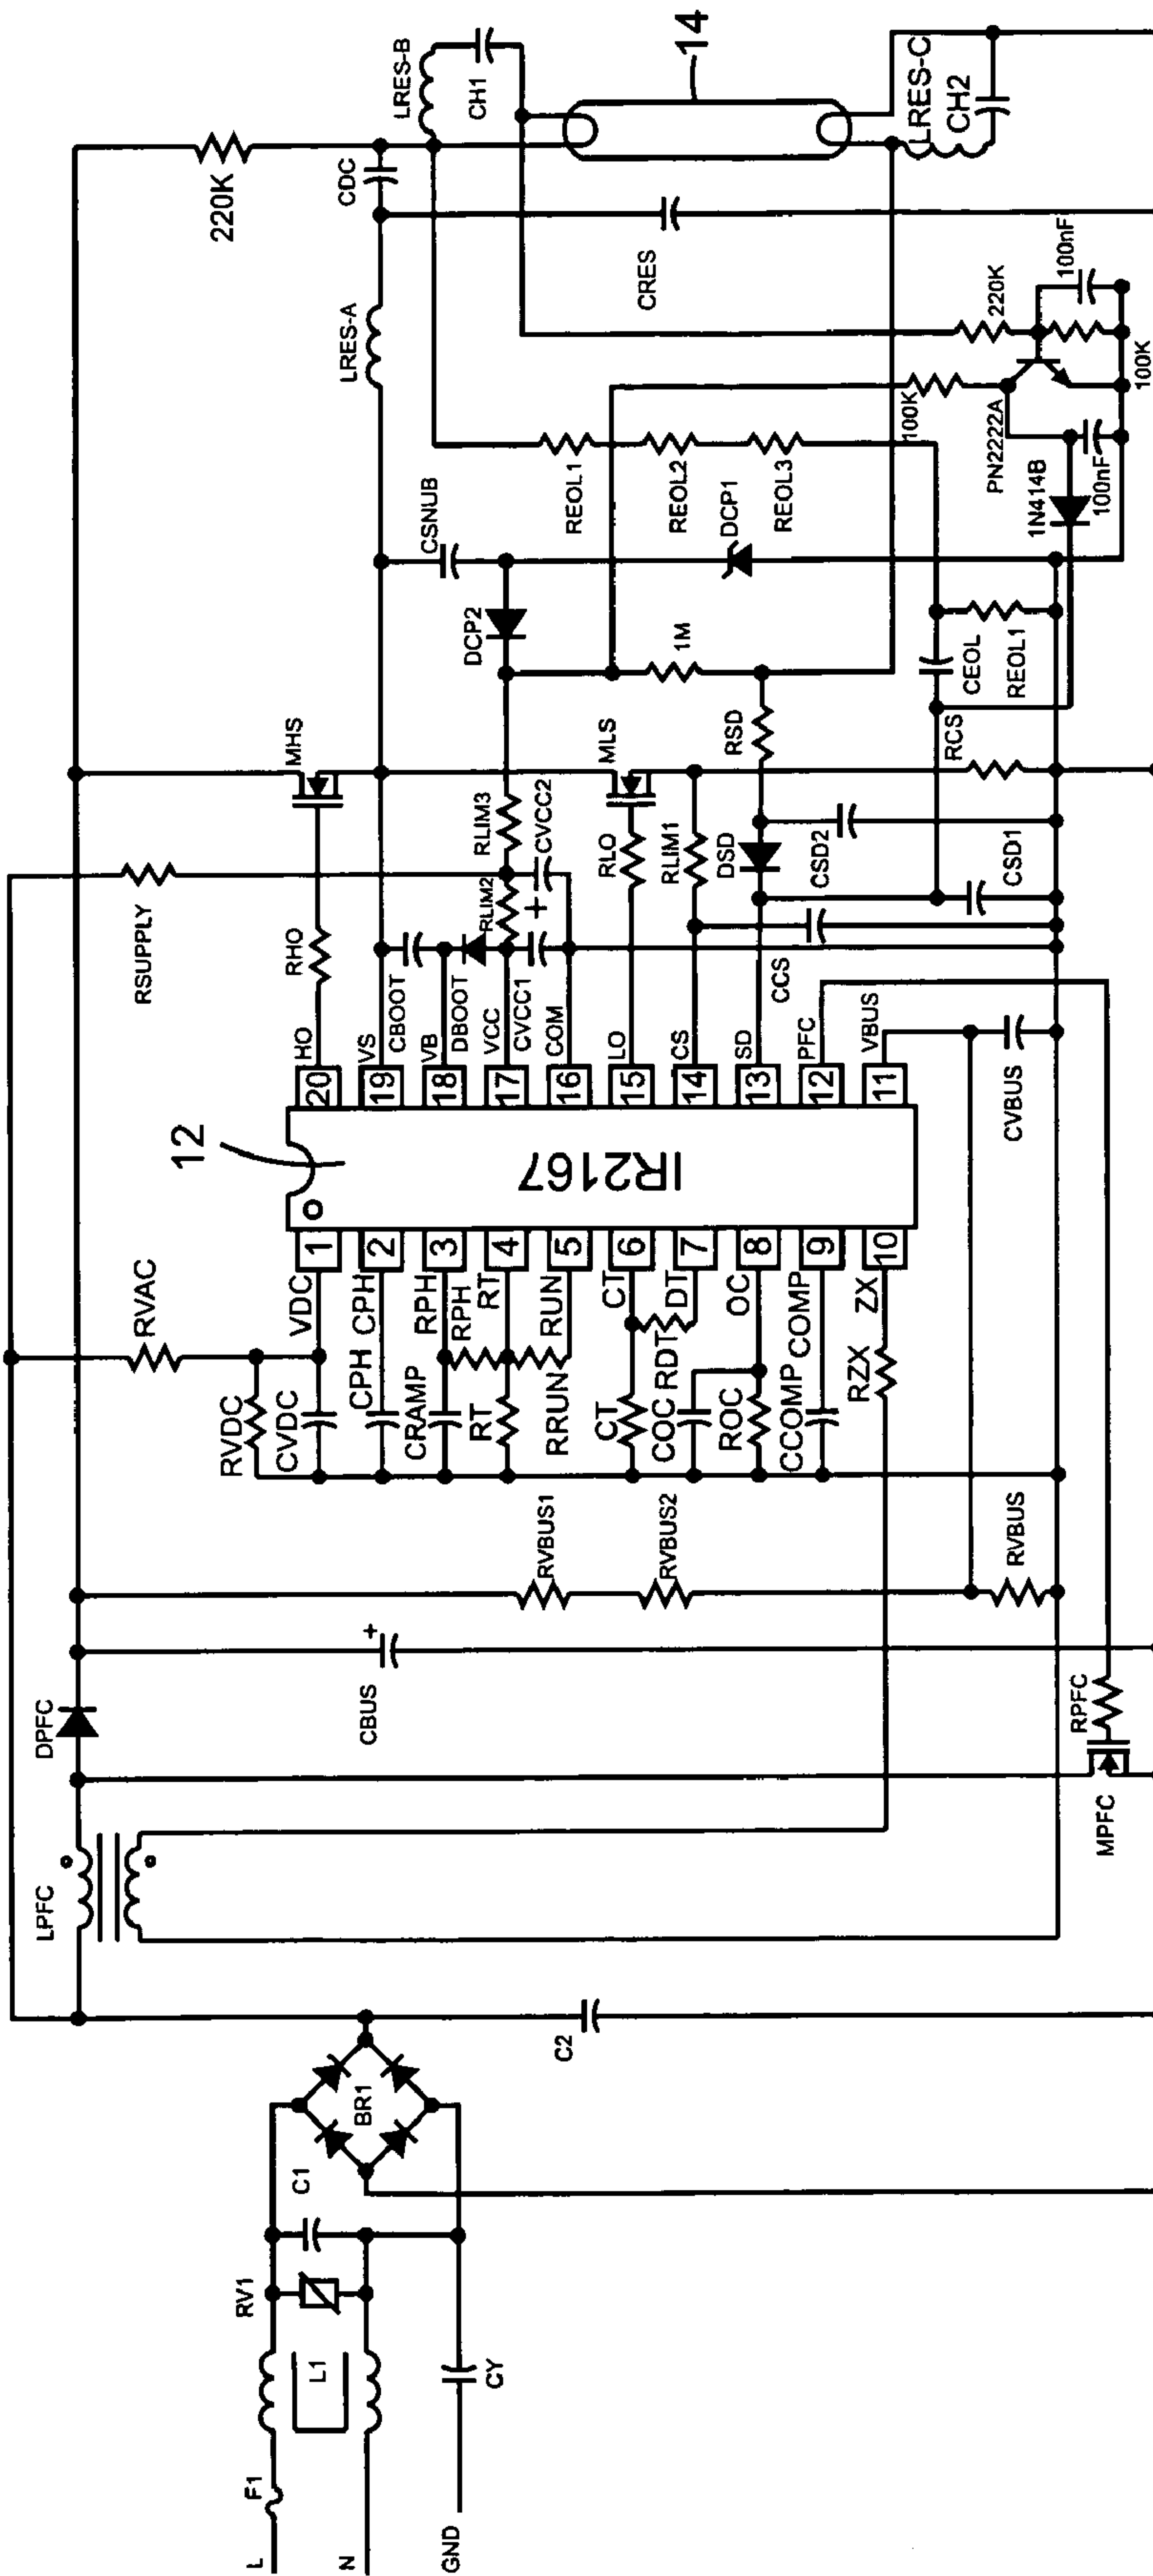 L
F1
N
GND
L1
RV1
C1
CY
BR1
C2
LPFC
DPFC
CBUS
+
MPFC
RPFC
RVBUS1
RVBUS2
RVBUS
RVAC
RVDC
CVDC
VDC
CPH
CPH
CRAMP
RPH
RPH
RT
RT
RRUN
RUN
CT
CT
COC
RDT
DT
ROC
OC
CCOMP
COMP
RZX
ZX
1
2
3
4
5
6
7
8
9
10
12
IR2167
20
19
18
17
16
15
14
13
12
11
HO
VS
VB
VCC
COM
LO
CS
SD
PFC
VBUS
RSUPPLY
RHO
CBOOT
DBOOT
CVCC1
RLIM2
+
CVCC2
RLIM3
MHS
RLO
MLS
RLIM1
DSD
RSD
CCS
CSD2
CSD1
CVBUS
RCS
DCP2
CSNUB
1M
DCP1
CEOL
REOL1
REOL1
REOL2
REOL3
LRES-A
CDC
220K
CRES
LRES-B
CH1
14
LRES-C
CH2
100K
PN2222A
1N414B
100nF
220K
100nF
100K